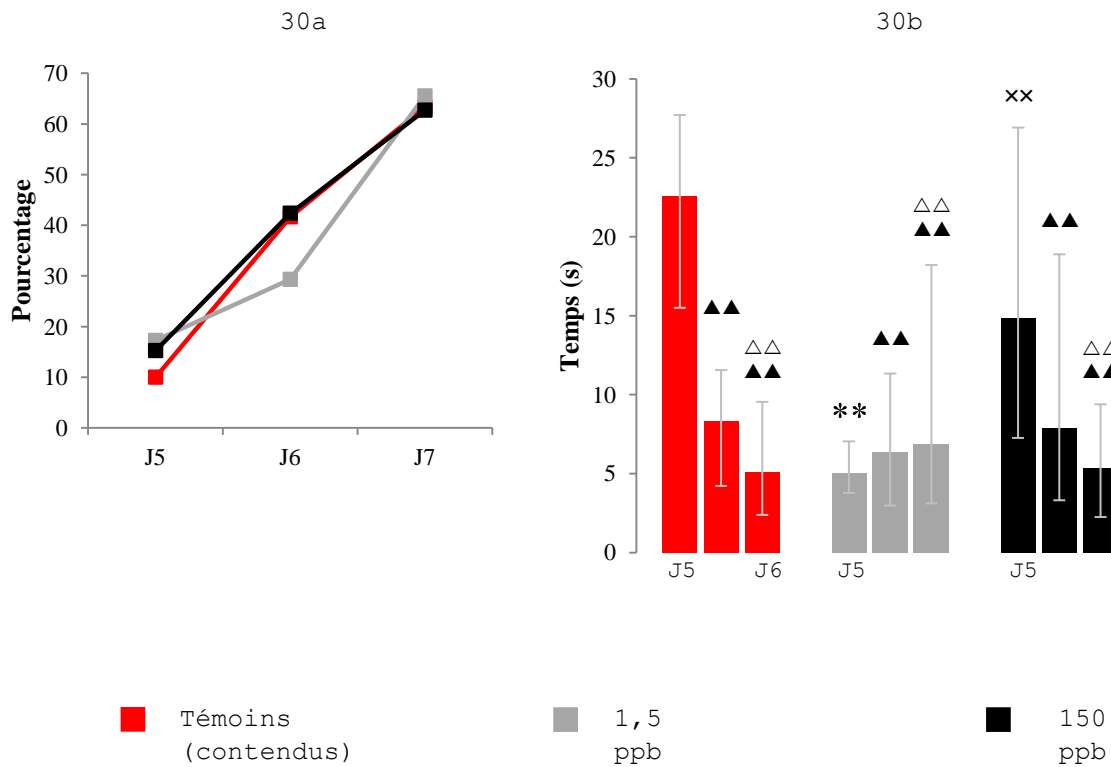 30a
30b
Pourcentage
70
60
50
40
30
20
10
0
J5 J6 J7
Temps (s)
30
25
20
15
10
5
0
××
△△
▲▲
▲▲
▲▲
▲▲
△△
▲▲
**
△△
▲▲
J5 J6 J5 J5
Témoins
(contendus)
1,5
ppb
150
ppb